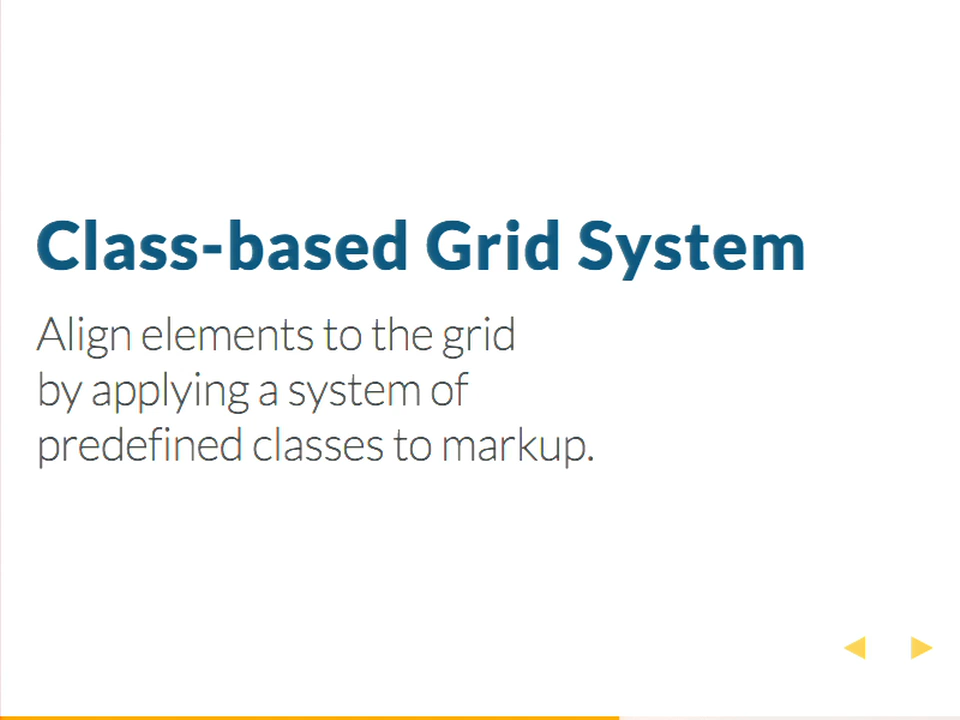 Class-based Grid System
Align elements to the grid
by applying a system of
predefined classes to markup.